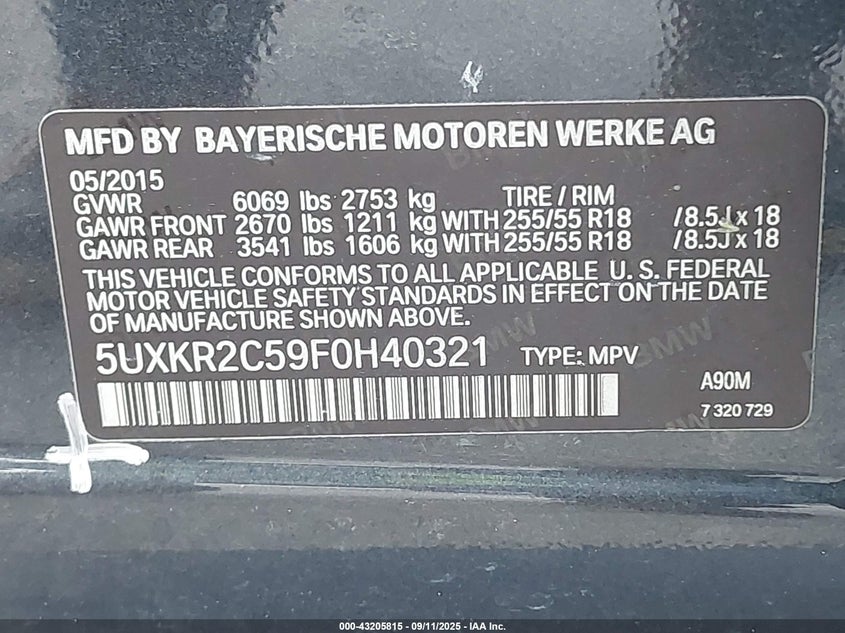 MFD BY BAYERISCHE MOTOREN WERKE AG
05/2015
GVWR 6069 lbs 2753 kg TIRE / RIM
GAWR FRONT 2670 lbs 1211 kg WITH 255/55 R18 /8.5J x 18
GAWR REAR 3541 lbs 1606 kg WITH 255/55 R18 /8.5J x 18
THIS VEHICLE CONFORMS TO ALL APPLICABLE U. S. FEDERAL
MOTOR VEHICLE SAFETY STANDARDS IN EFFECT ON THE DATE
OF MANUFACTURE SHOWN ABOVE.
5UXKR2C59F0H40321 TYPE: MPV
BMW
A90M
7 320 729
000-43205815 - 09/11/2025 - IAA Inc.